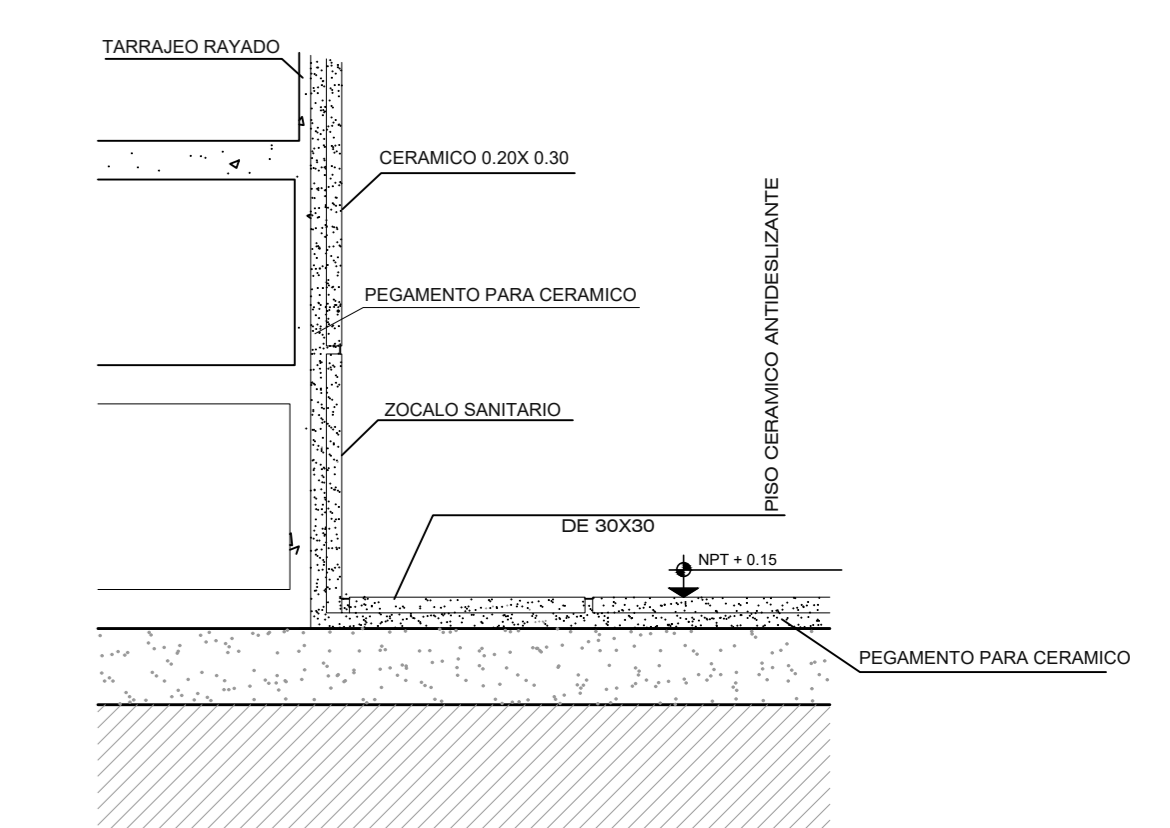 TARRAJEO RAYADO
CERAMICO 0.20X 0.30
PISO CERAMICO ANTIDESLIZANTE
PEGAMENTO PARA CERAMICO
ZOCALO SANITARIO
DE 30X30
NPT + 0.15
PEGAMENTO PARA CERAMICO